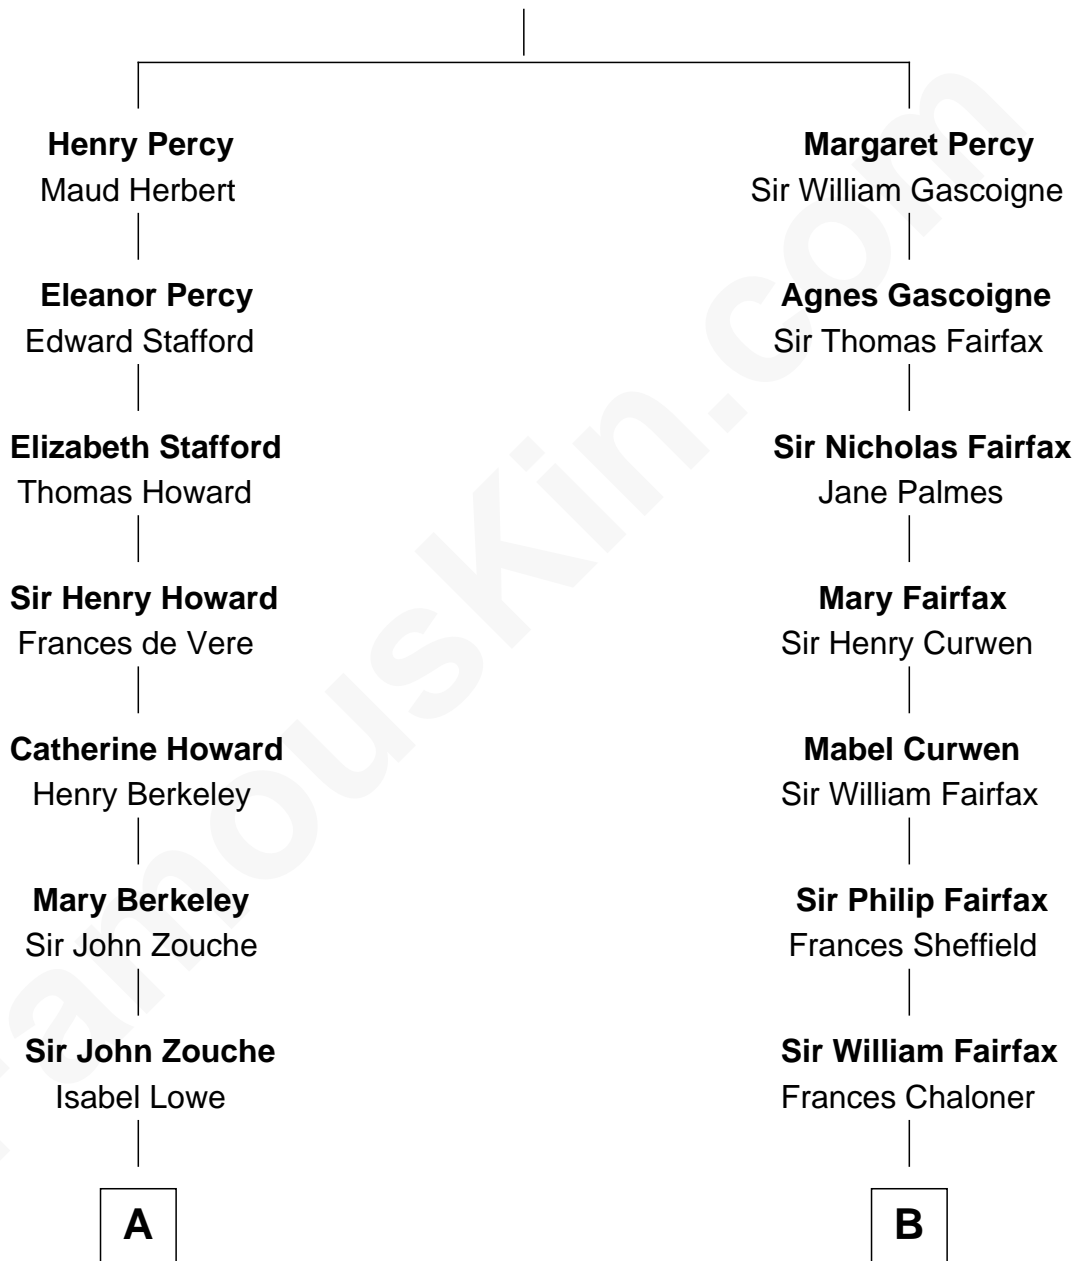 Henry Percy
Maud Herbert
Eleanor Percy
Edward Stafford
Elizabeth Stafford
Thomas Howard
Sir Henry Howard
Frances de Vere
Catherine Howard
Henry Berkeley
Mary Berkeley
Sir John Zouche
Sir John Zouche
Isabel Lowe
A
Margaret Percy
Sir William Gascoigne
Agnes Gascoigne
Sir Thomas Fairfax
Sir Nicholas Fairfax
Jane Palmes
Mary Fairfax
Sir Henry Curwen
Mabel Curwen
Sir William Fairfax
Sir Philip Fairfax
Frances Sheffield
Sir William Fairfax
Frances Chaloner
B
FamousKin.com